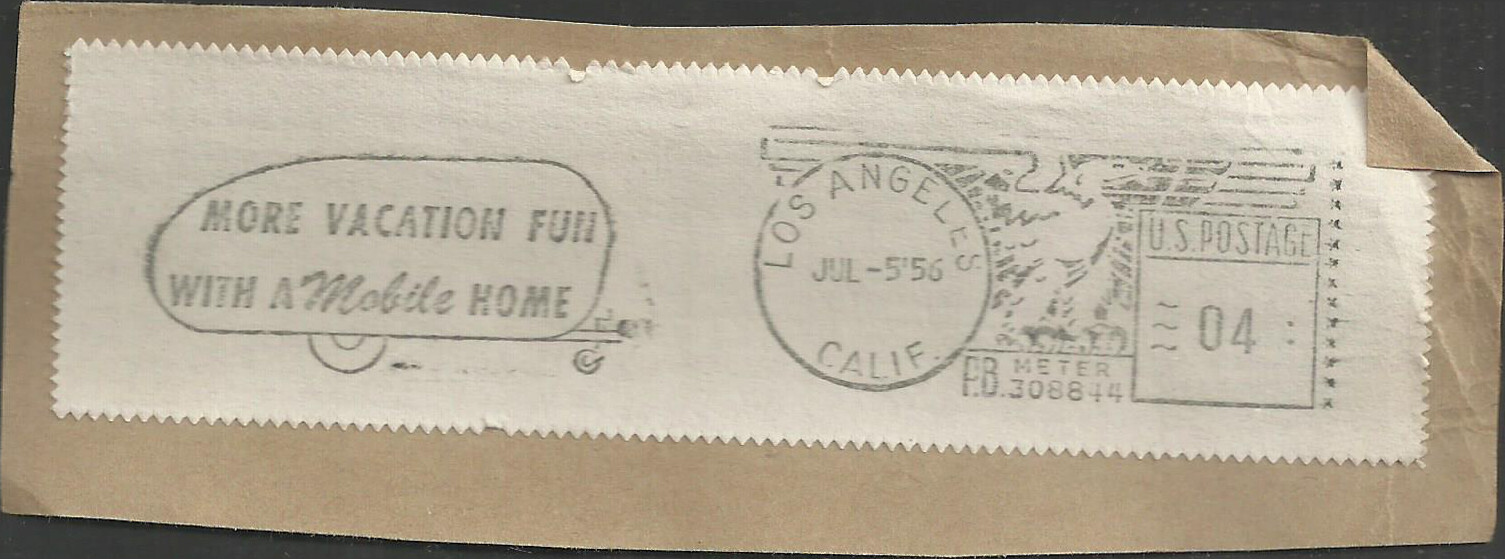 MORE VACATION FUN
WITH A Mobile HOME
LOS ANGELES
JUL -5'56
CALIF.
P.B. METER
308844
U.S. POSTAGE
04